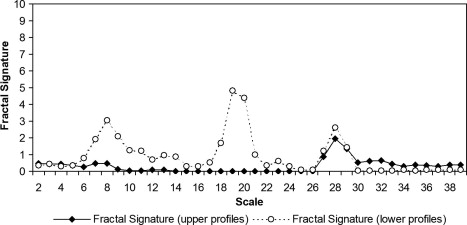 10
9
8
7
6
5
4
3
2
1
0
Fractal Signature
2 4 6 8 10 12 14 16 18 20 22 24 26 28 30 32 34 36 38
Scale
Fractal Signature (upper profiles) Fractal Signature (lower profiles)